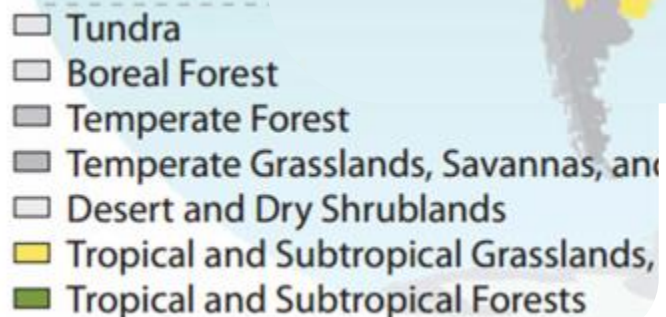 Tundra
Boreal Forest
Temperate Forest
Temperate Grasslands, Savannas, and
Desert and Dry Shrublands
Tropical and Subtropical Grasslands,
Tropical and Subtropical Forests